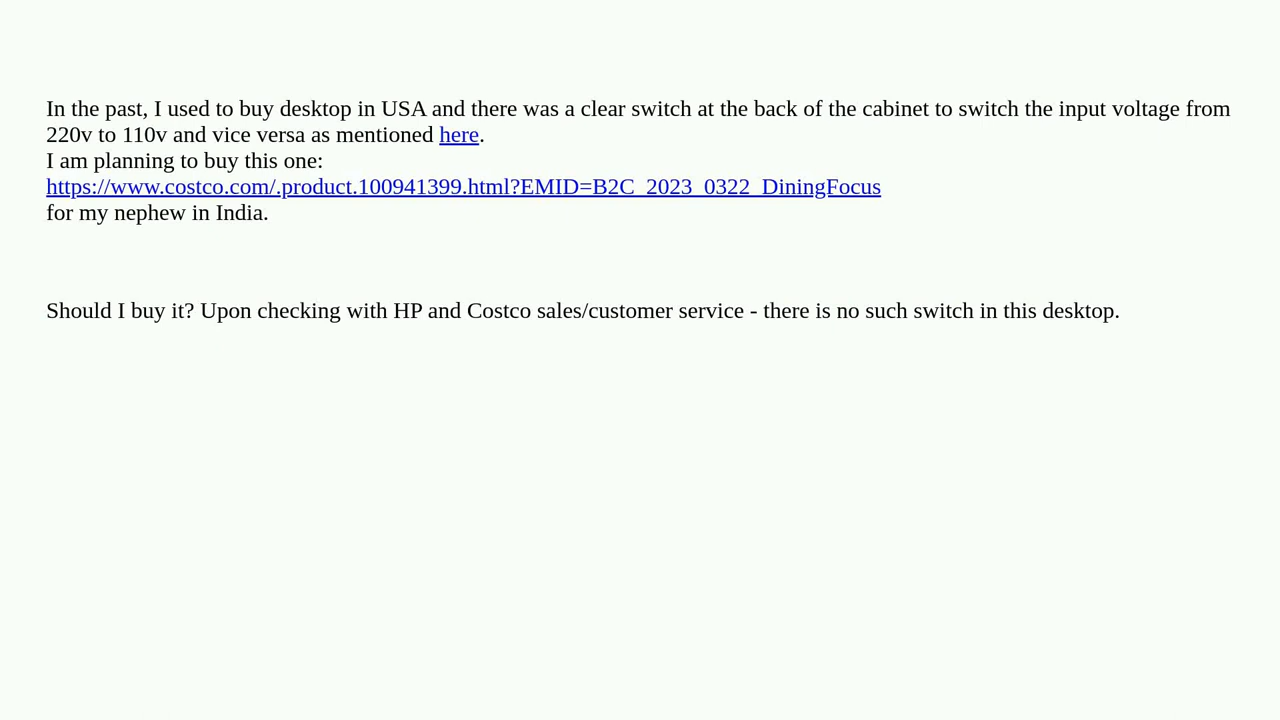 In the past, I used to buy desktop in USA and there was a clear switch at the back of the cabinet to switch the input voltage from
220v to 110v and vice versa as mentioned here.
I am planning to buy this one:
https://www.costco.com/.product.100941399.html?EMID=B2C_2023_0322_DiningFocus
for my nephew in India.
Should I buy it? Upon checking with HP and Costco sales/customer service - there is no such switch in this desktop.